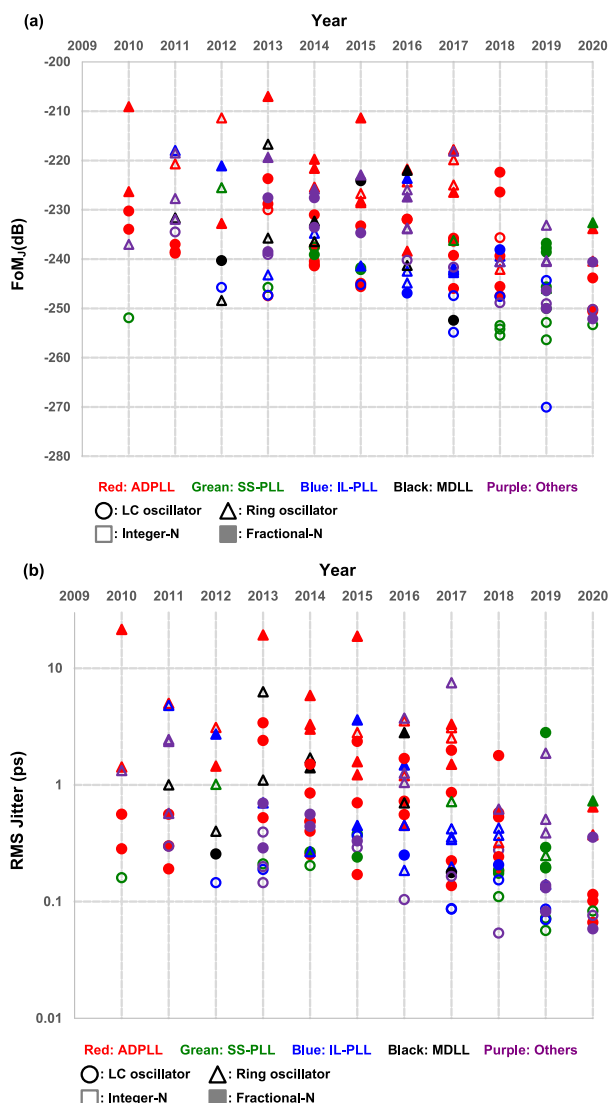 (a)
Year
2009 2010 2011 2012 2013 2014 2015 2016 2017 2018 2019 2020
-200
-210
-220
-230
-240
-250
-260
-270
-280
FoMJ(dB)
Red: ADPLL Grean: SS-PLL Blue: IL-PLL Black: MDLL Purple: Others
: LC oscillator : Ring oscillator
: Integer-N : Fractional-N
(b)
Year
2009 2010 2011 2012 2013 2014 2015 2016 2017 2018 2019 2020
10
1
0.1
0.01
RMS Jitter (ps)
Red: ADPLL Grean: SS-PLL Blue: IL-PLL Black: MDLL Purple: Others
: LC oscillator : Ring oscillator
: Integer-N : Fractional-N